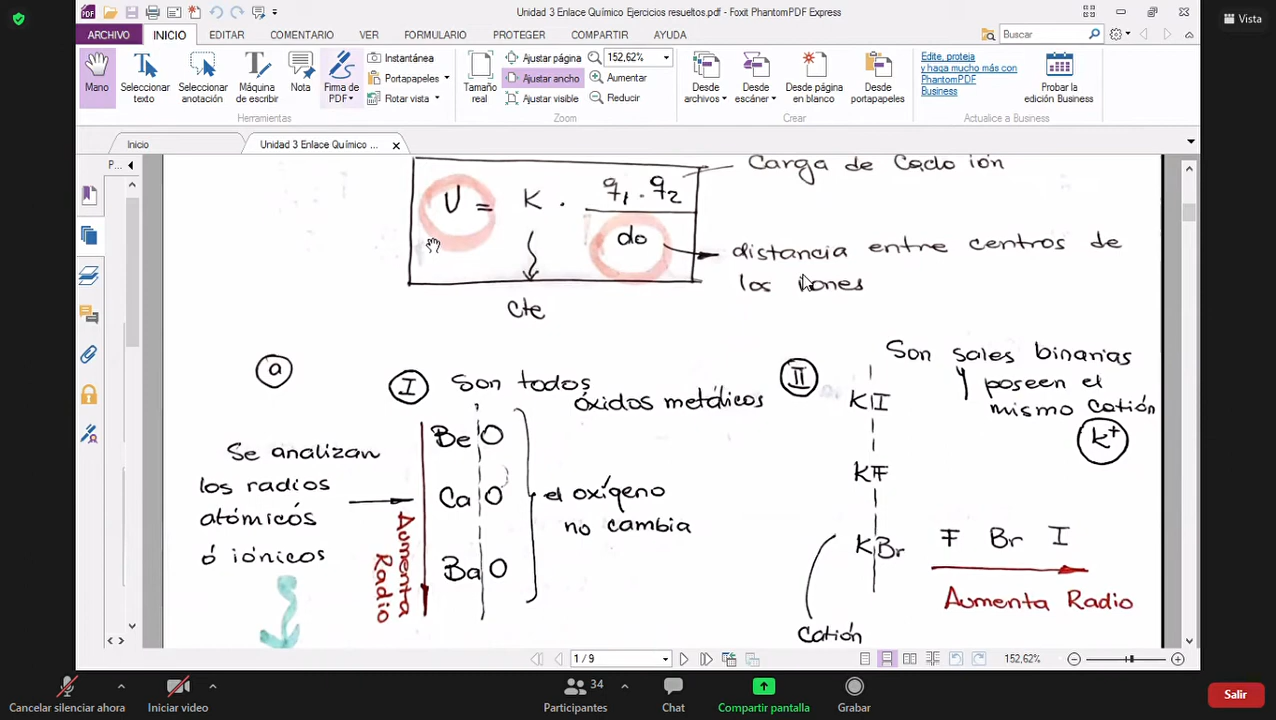 Unidad 3 Enlace Químico Ejercicios resueltos.pdf - Foxit PhantomPDF Express
Vista
ARCHIVO INICIO EDITAR COMENTARIO VER FORMULARIO PROTEGER COMPARTIR AYUDA
Buscar
Mano
Seleccionar texto
Seleccionar anotación
Máquina de escribir
Nota
Fima de PDF
Instantánea
Portapapeles
Rotar vista
Herramientas
Tamaño real
Ajustar página
Ajustar ancho
Ajustar visible
152,62%
Aumentar
Reducir
Zoom
Desde archivos
Desde escáner
Desde página en blanco
Desde portapapeles
Crear
Edite, proteja
y haga mucho más con
PhantomPDF
Business
Probar la edición Business
Actualice a Business
Inicio
Unidad 3 Enlace Químico ...
P...
Carga de Cada ión
U = K . q1 . q2
do
distancia entre centros de
los iones
Cte
a
I Son todos
óxidos metálicos
II
Son sales binarias
y poseen el
mismo catión
K+
Se analizan
los radios
atómicós
ó iónicos
Aumenta
Radio
BeO
CaO
BaO
el oxígeno
no cambia
KI
KF
KBr
F Br I
Aumenta Radio
Catión
1 / 9
152,62%
Cancelar silenciar ahora
Iniciar video
34
Participantes
Chat
Compartir pantalla
Grabar
Salir